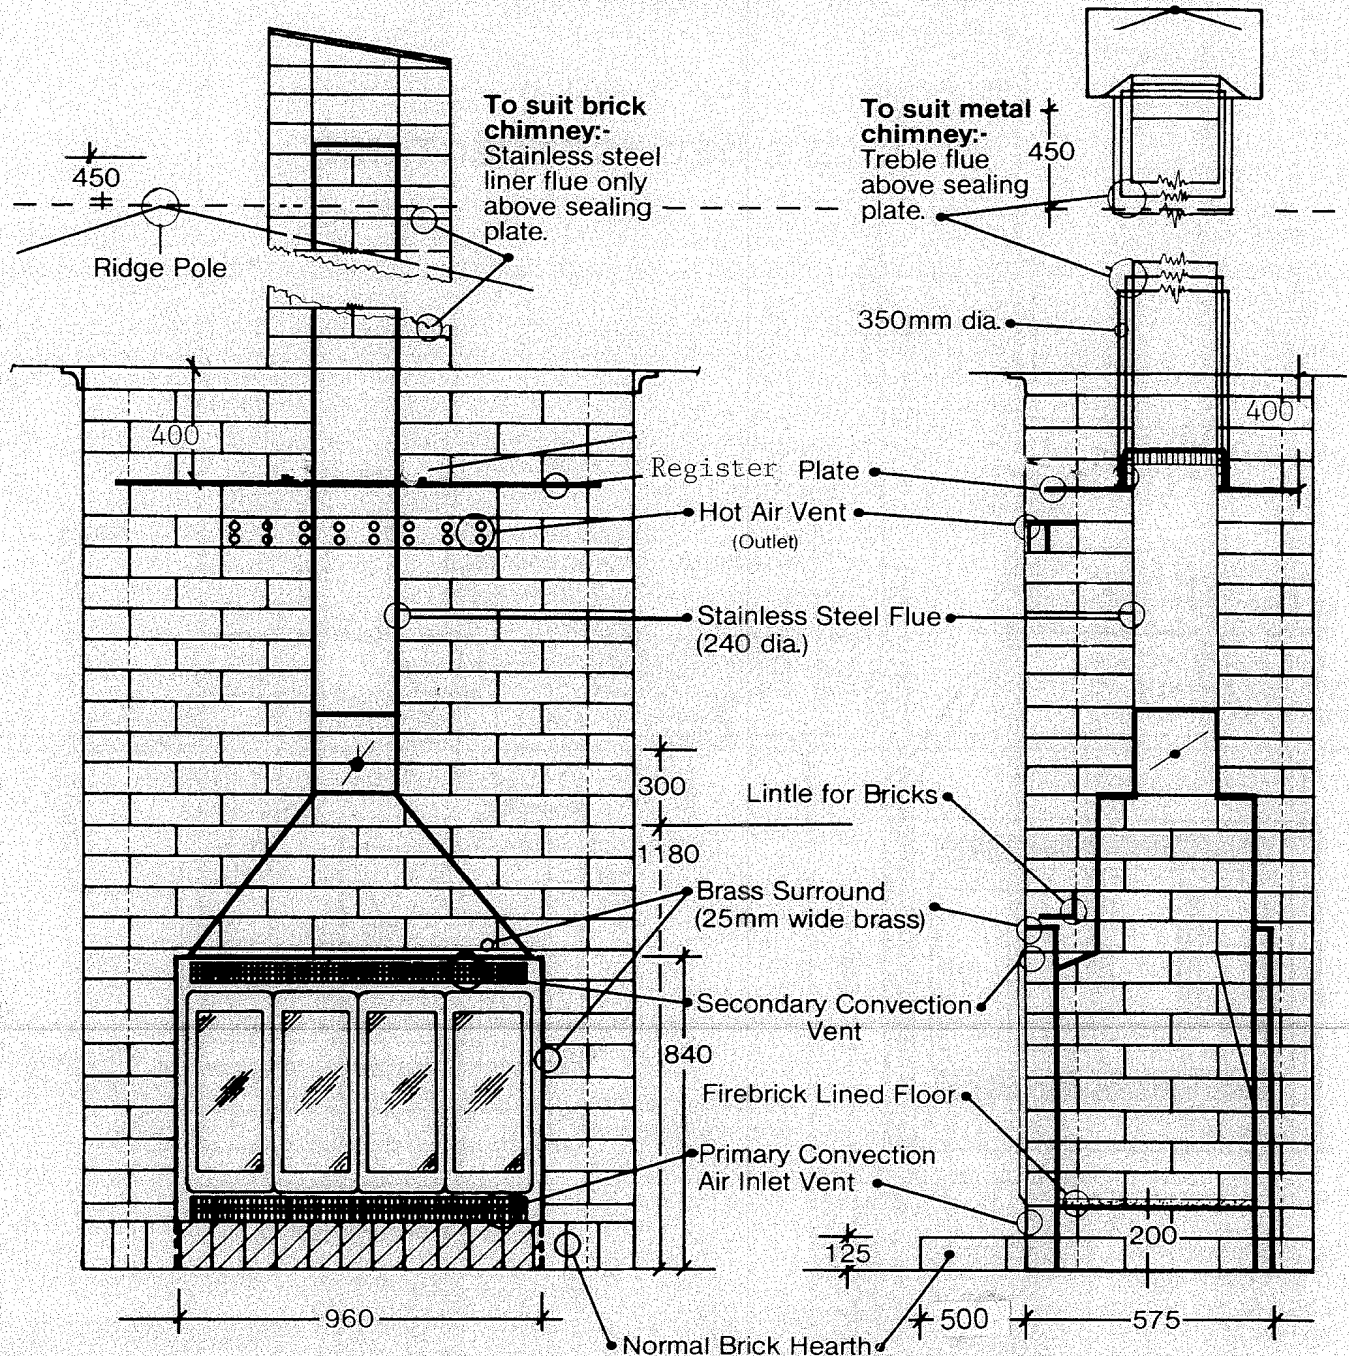 To suit brick
chimney:-
Stainless steel
liner flue only
above sealing
plate.
To suit metal
chimney:-
Treble flue
above sealing
plate.
450
450
Ridge Pole
350mm dia.
400
400
Register Plate
Hot Air Vent
(Outlet)
Stainless Steel Flue
(240 dia.)
300
Lintle for Bricks
1180
Brass Surround
(25mm wide brass)
Secondary Convection
Vent
840
Firebrick Lined Floor
Primary Convection
Air Inlet Vent
200
125
960
500
575
Normal Brick Hearth